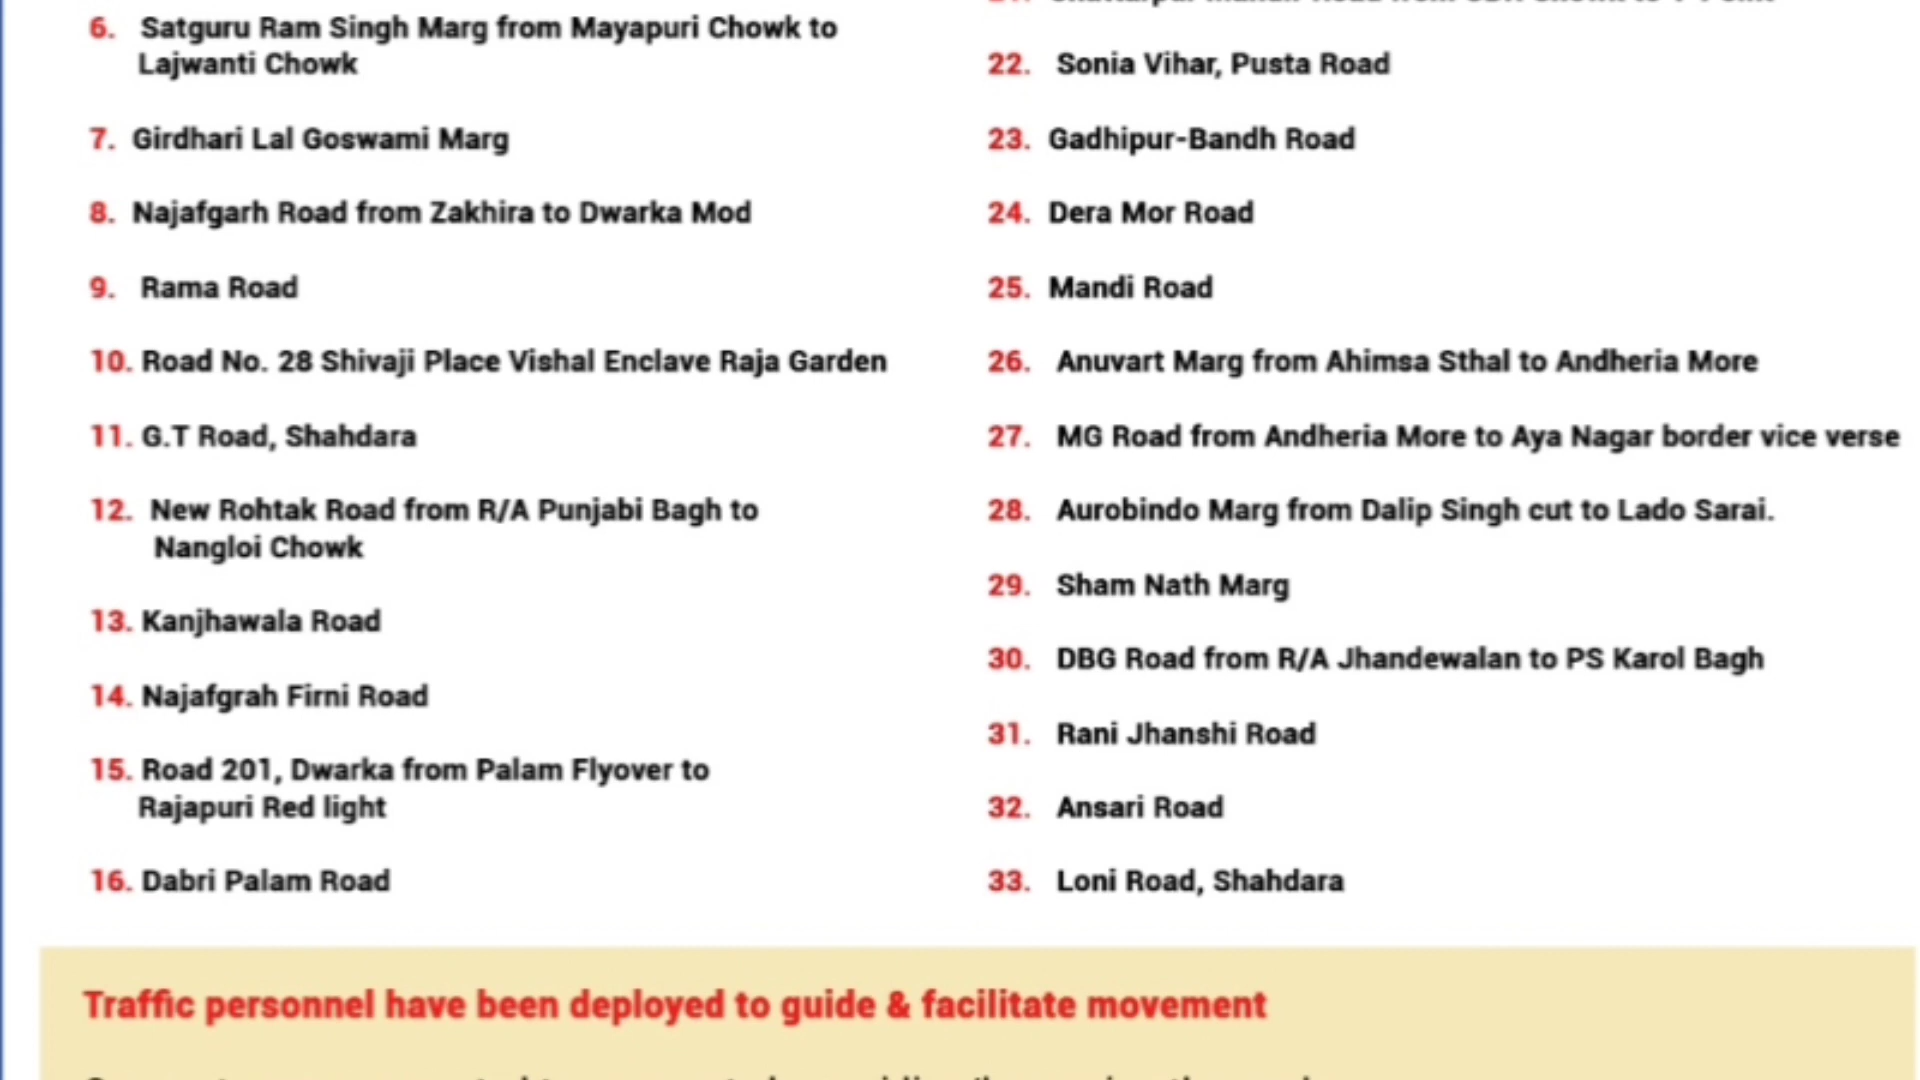 6. Satguru Ram Singh Marg from Mayapuri Chowk to
Lajwanti Chowk
7. Girdhari Lal Goswami Marg
8. Najafgarh Road from Zakhira to Dwarka Mod
9. Rama Road
10. Road No. 28 Shivaji Place Vishal Enclave Raja Garden
11. G.T Road, Shahdara
12. New Rohtak Road from R/A Punjabi Bagh to
Nangloi Chowk
13. Kanjhawala Road
14. Najafgrah Firni Road
15. Road 201, Dwarka from Palam Flyover to
Rajapuri Red light
16. Dabri Palam Road
22. Sonia Vihar, Pusta Road
23. Gadhipur-Bandh Road
24. Dera Mor Road
25. Mandi Road
26. Anuvart Marg from Ahimsa Sthal to Andheria More
27. MG Road from Andheria More to Aya Nagar border vice verse
28. Aurobindo Marg from Dalip Singh cut to Lado Sarai.
29. Sham Nath Marg
30. DBG Road from R/A Jhandewalan to PS Karol Bagh
31. Rani Jhanshi Road
32. Ansari Road
33. Loni Road, Shahdara
Traffic personnel have been deployed to guide & facilitate movement